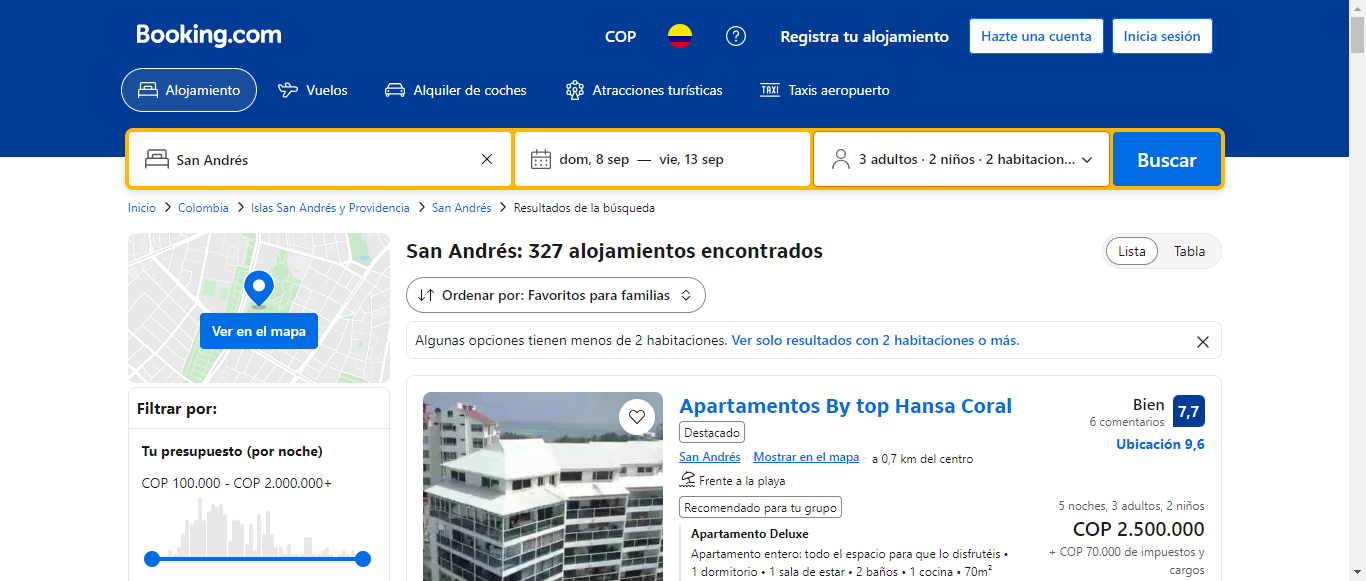 Booking.com
COP
Registra tu alojamiento
Hazte una cuenta
Inicia sesión
Alojamiento
Vuelos
Alquiler de coches
Atracciones turísticas
TAXI Taxis aeropuerto
San Andrés
dom, 8 sep — vie, 13 sep
3 adultos · 2 niños · 2 habitacion...
Buscar
Inicio > Colombia > Islas San Andrés y Providencia > San Andrés > Resultados de la búsqueda
Ver en el mapa
San Andrés: 327 alojamientos encontrados
Lista
Tabla
Ordenar por: Favoritos para familias
Algunas opciones tienen menos de 2 habitaciones. Ver solo resultados con 2 habitaciones o más.
Filtrar por:
Tu presupuesto (por noche)
COP 100.000 - COP 2.000.000+
Apartamentos By top Hansa Coral
Destacado
San Andrés · Mostrar en el mapa · a 0,7 km del centro
Frente a la playa
Recomendado para tu grupo
Apartamento Deluxe
Apartamento entero: todo el espacio para que lo disfrutéis •
1 dormitorio • 1 sala de estar • 2 baños • 1 cocina • 70m²
Bien
6 comentarios
7,7
Ubicación 9,6
5 noches, 3 adultos, 2 niños
COP 2.500.000
+ COP 70.000 de impuestos y
cargos